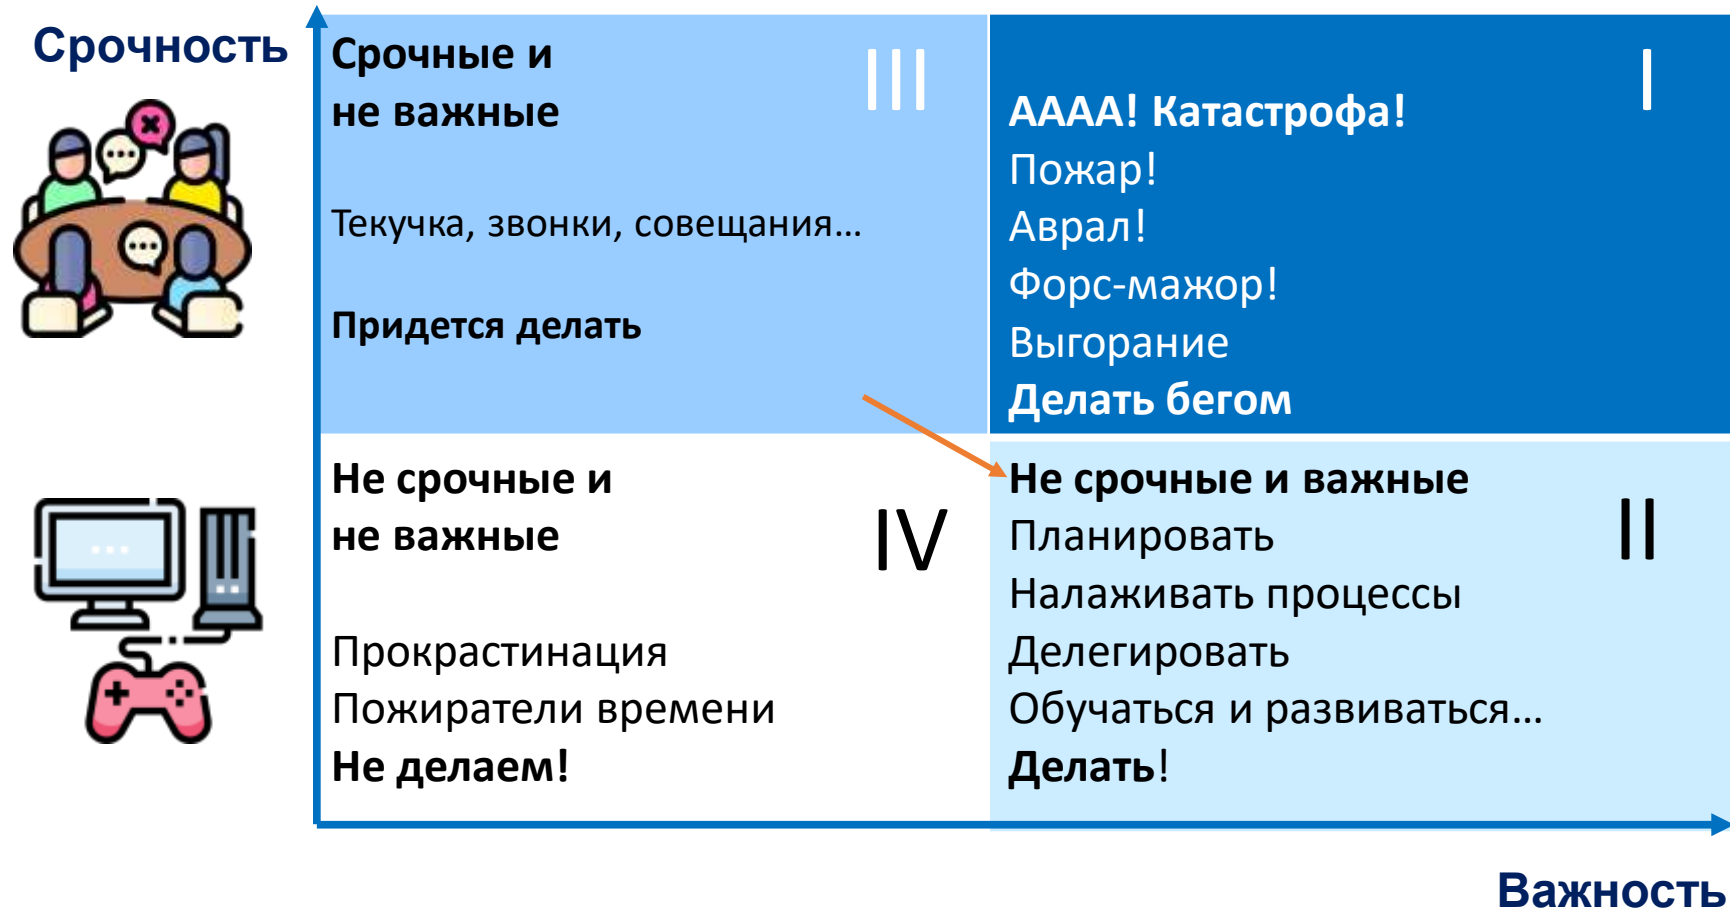 Срочность
Срочные и
не важные
III
Текучка, звонки, совещания…
Придется делать
I
АААА! Катастрофа!
Пожар!
Аврал!
Форс-мажор!
Выгорание
Делать бегом
Не срочные и
не важные
IV
Прокрастинация
Пожиратели времени
Не делаем!
Не срочные и важные
II
Планировать
Налаживать процессы
Делегировать
Обучаться и развиваться…
Делать!
Важность